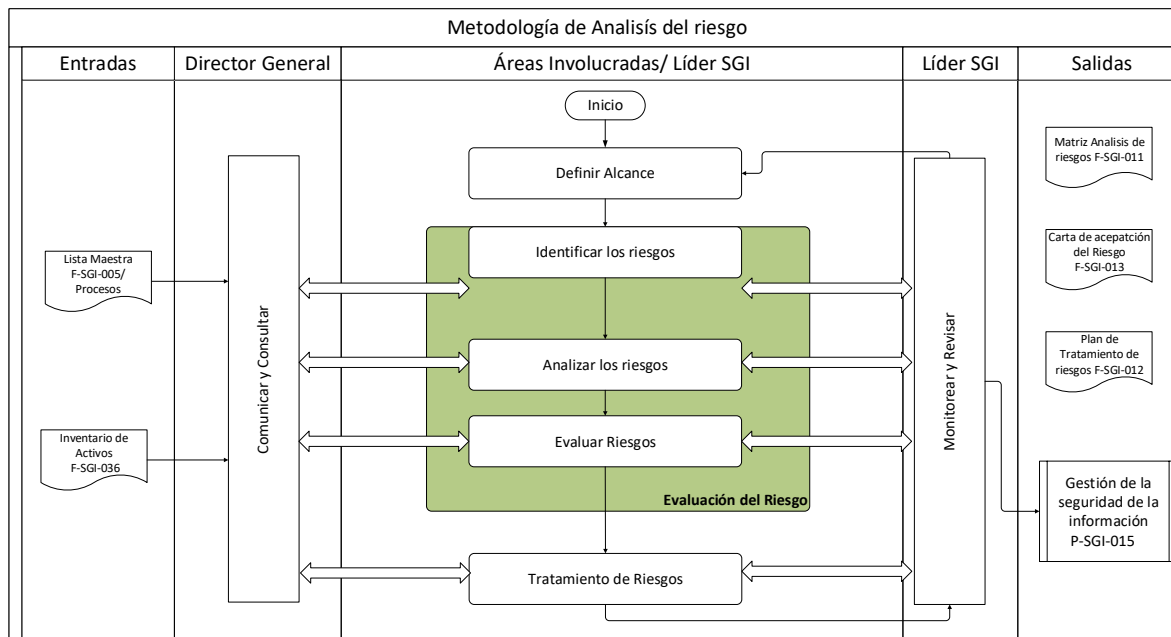 Metodología de Analisís del riesgo
Entradas
Director General
Áreas Involucradas/ Líder SGI
Líder SGI
Salidas
Inicio
Definir Alcance
Identificar los riesgos
Analizar los riesgos
Evaluar Riesgos
Evaluación del Riesgo
Tratamiento de Riesgos
Lista Maestra
F-SGI-005/
Procesos
Inventario de
Activos
F-SGI-036
Comunicar y Consultar
Monitorear y Revisar
Matriz Analisis de
riesgos F-SGI-011
Carta de acepatción
del Riesgo
F-SGI-013
Plan de
Tratamiento de
riesgos F-SGI-012
Gestión de la
seguridad de la
información
P-SGI-015